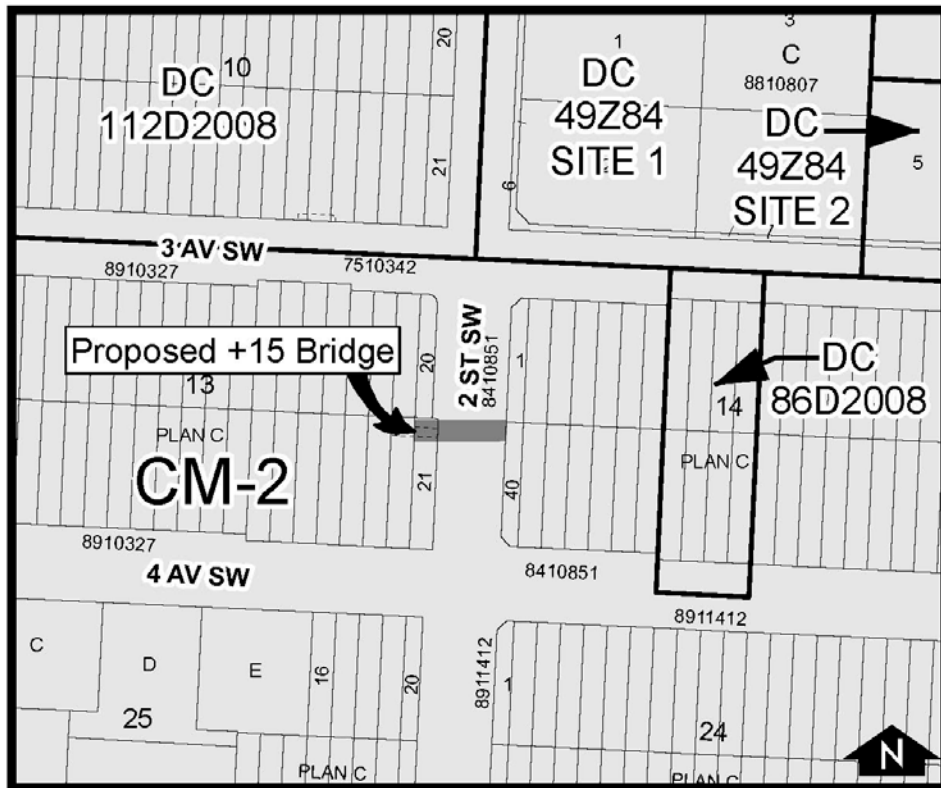 20
10
DC
112D2008
21
1
DC
49Z84
SITE 1
6
3
C
8810807
DC
49Z84
SITE 2
5
3 AV SW
8910327
7510342
Proposed +15 Bridge
13
20
2 ST SW
8410851
1
DC
86D2008
14
PLAN C
CM-2
21
40
PLAN C
8910327
4 AV SW
8410851
8911412
C
D
E
16
20
25
PLAN C
8911412
1
24
PLAN C
N